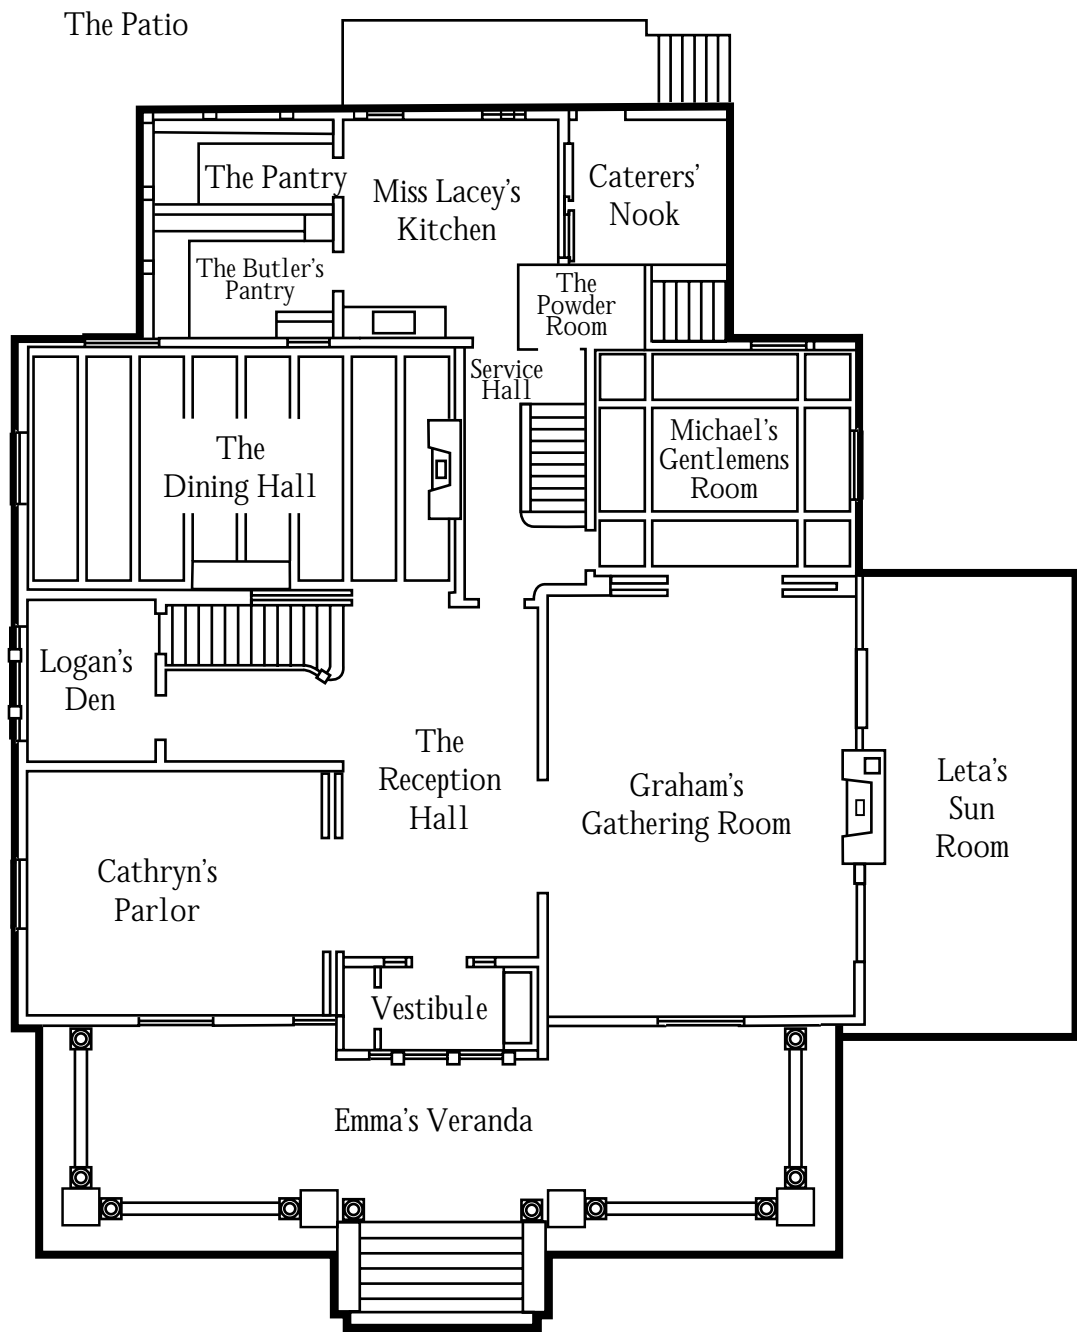 The Patio
The Pantry
Miss Lacey's
Kitchen
Caterers'
Nook
The Butler's
Pantry
The
Powder
Room
Service
Hall
The
Dining Hall
Michael's
Gentlemens
Room
Logan's
Den
The
Reception
Hall
Graham's
Gathering Room
Leta's
Sun
Room
Cathryn's
Parlor
Vestibule
Emma's Veranda